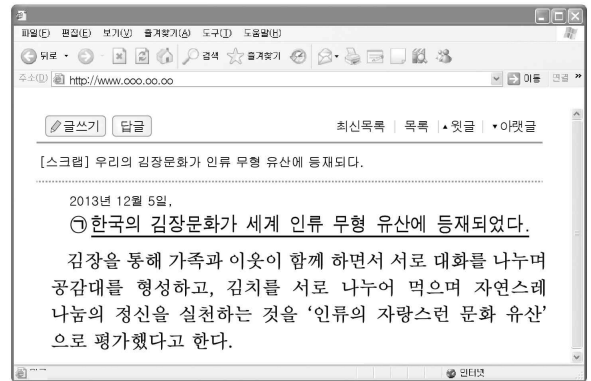 파일(F) 편집(E) 보기(V) 즐겨찾기(A) 도구(T) 도움말(H)
뒤로 검색 즐겨찾기
주소(D) http://www.ooo.oo.oo 이동 연결 »
글쓰기 답글 최신목록 | 목록 | ▲윗글 | ▼아랫글
[스크랩] 우리의 김장문화가 인류 무형 유산에 등재되다.
2013년 12월 5일,
㉠한국의 김장문화가 세계 인류 무형 유산에 등재되었다.
김장을 통해 가족과 이웃이 함께 하면서 서로 대화를 나누며
공감대를 형성하고, 김치를 서로 나누어 먹으며 자연스레
나눔의 정신을 실천하는 것을 ‘인류의 자랑스런 문화 유산’
으로 평가했다고 한다.
인터넷